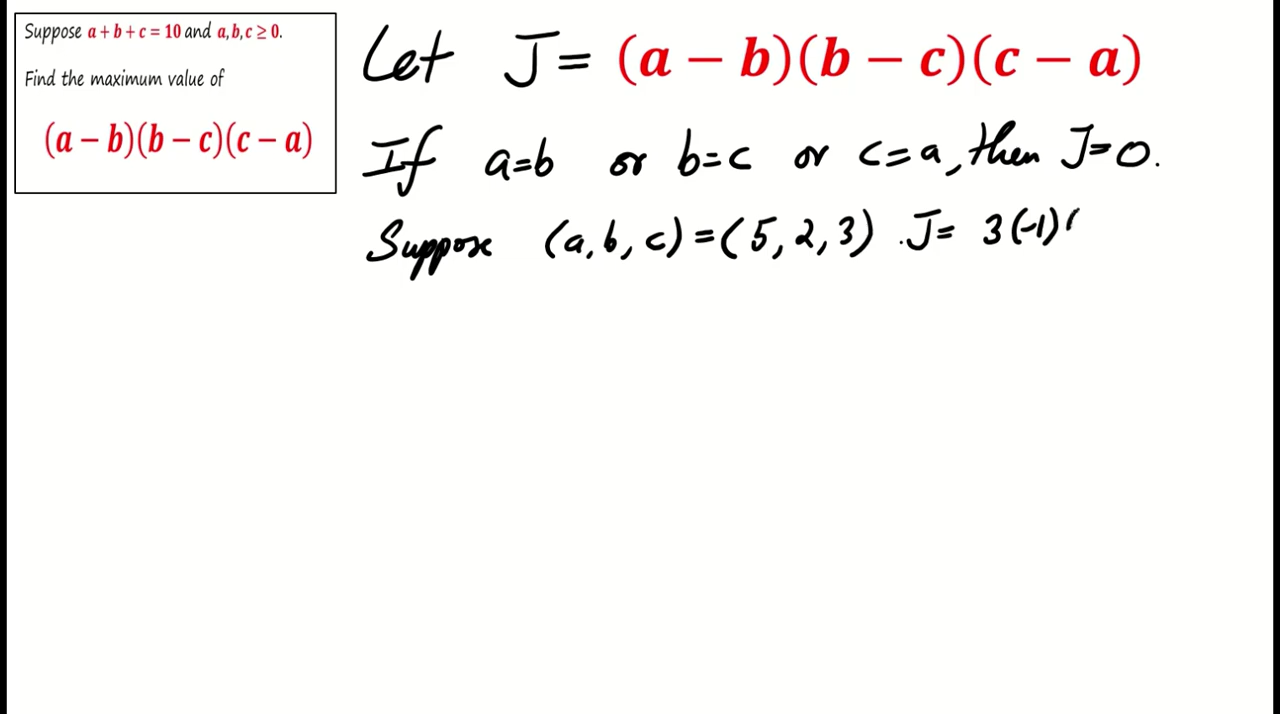 Suppose a + b + c = 10 and a, b, c ≥ 0.
Find the maximum value of
(a − b)(b − c)(c − a)
Let J = (a − b)(b − c)(c − a)
If a=b or b=c or c=a, then J=0.
Suppose (a, b, c) = (5, 2, 3) . J= 3(-1)(